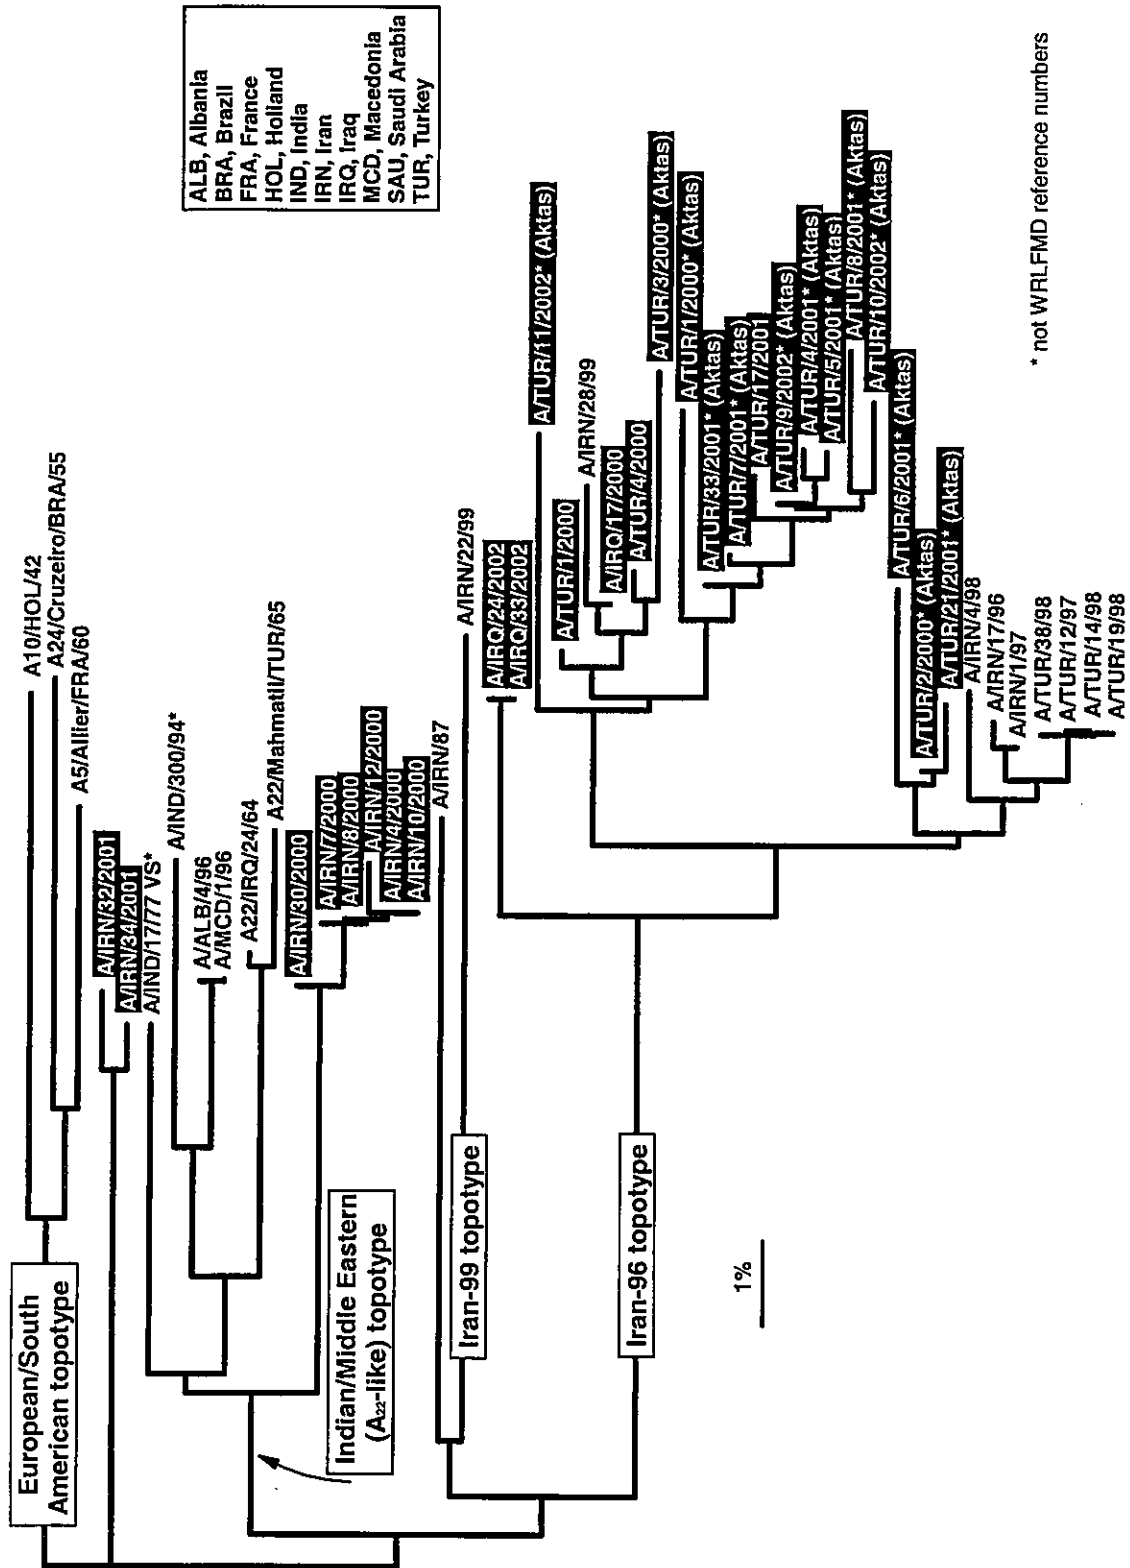 European/South
American topotype
A10/HOL/42
A24/Cruzeiro/BRA/55
A5/Allier/FRA/60
A/IRN/32/2001
A/IRN/34/2001
A/IND/17/77 VS*
A/IND/300/94*
A/ALB/4/96
A/MCD/1/96
A22/IRQ/24/64
A22/Mahmatli/TUR/65
Indian/Middle Eastern
(A22-like) topotype
A/IRN/30/2000
A/IRN/7/2000
A/IRN/8/2000
A/IRN/12/2000
A/IRN/4/2000
A/IRN/10/2000
A/IRN/87
Iran-99 topotype
A/IRN/22/99
A/IRQ/24/2002
A/IRQ/33/2002
A/TUR/11/2002* (Aktas)
A/TUR/1/2000
A/IRN/28/99
A/IRQ/17/2000
A/TUR/4/2000
Iran-96 topotype
A/TUR/3/2000* (Aktas)
A/TUR/1/2000* (Aktas)
A/TUR/33/2001* (Aktas)
A/TUR/7/2001* (Aktas)
A/TUR/17/2001
A/TUR/9/2002* (Aktas)
A/TUR/4/2001* (Aktas)
A/TUR/5/2001* (Aktas)
A/TUR/8/2001* (Aktas)
A/TUR/10/2002* (Aktas)
A/TUR/6/2001* (Aktas)
A/TUR/2/2000* (Aktas)
A/TUR/21/2001* (Aktas)
A/IRN/4/98
A/IRN/17/96
A/IRN/1/97
A/TUR/38/98
A/TUR/12/97
A/TUR/14/98
A/TUR/19/98
1%
ALB, Albania
BRA, Brazil
FRA, France
HOL, Holland
IND, India
IRN, Iran
IRQ, Iraq
MCD, Macedonia
SAU, Saudi Arabia
TUR, Turkey
* not WRLFMD reference numbers